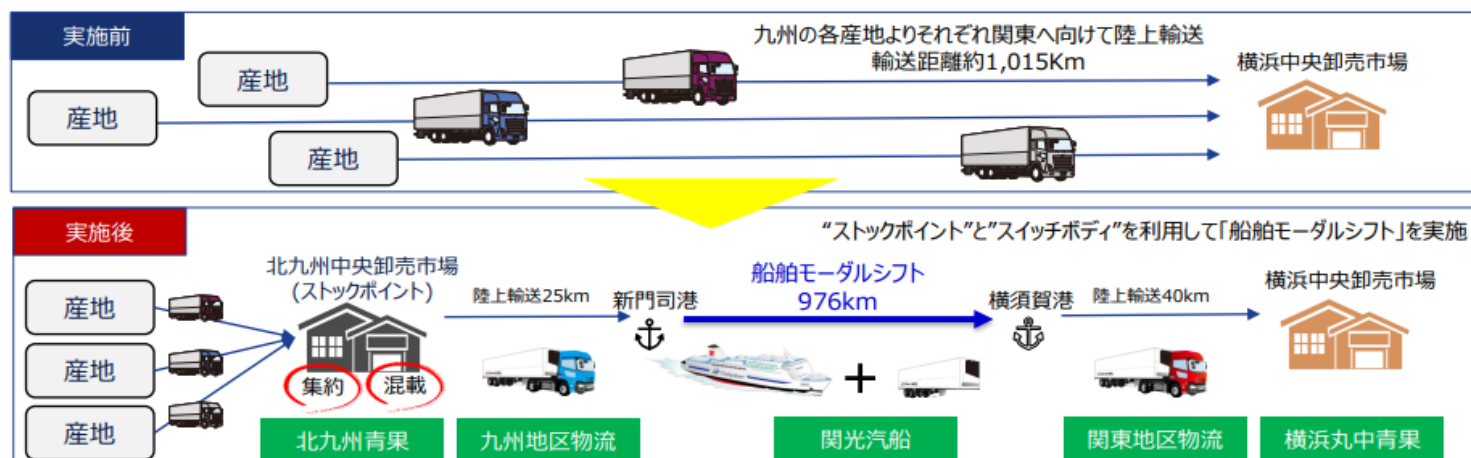 実施前
九州の各産地よりそれぞれ関東へ向けて陸上輸送
輸送距離約1,015Km
横浜中央卸売市場
産地
産地
産地
実施後
“ストックポイント”と”スイッチボディ”を利用して「船舶モーダルシフト」を実施
北九州中央卸売市場
(ストックポイント)
陸上輸送25km
新門司港
船舶モーダルシフト
976km
横須賀港
陸上輸送40km
横浜中央卸売市場
産地
産地
産地
集約
混載
+
北九州青果
九州地区物流
関光汽船
関東地区物流
横浜丸中青果